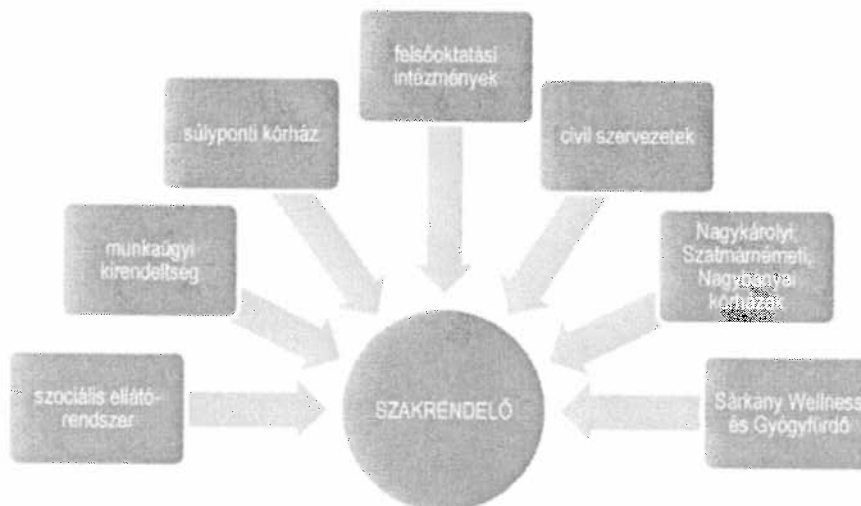 felsőoktatási
intézmények
súlyponti kórház
civil szervezetek
munkaügyi
kirendeltség
Nagykárolyi,
Szatmárnémeti,
Nagybányai
kórházak
szociális ellátó-
rendszer
SZAKRENDELŐ
Sárkány Wellness
és Gyógyfürdő